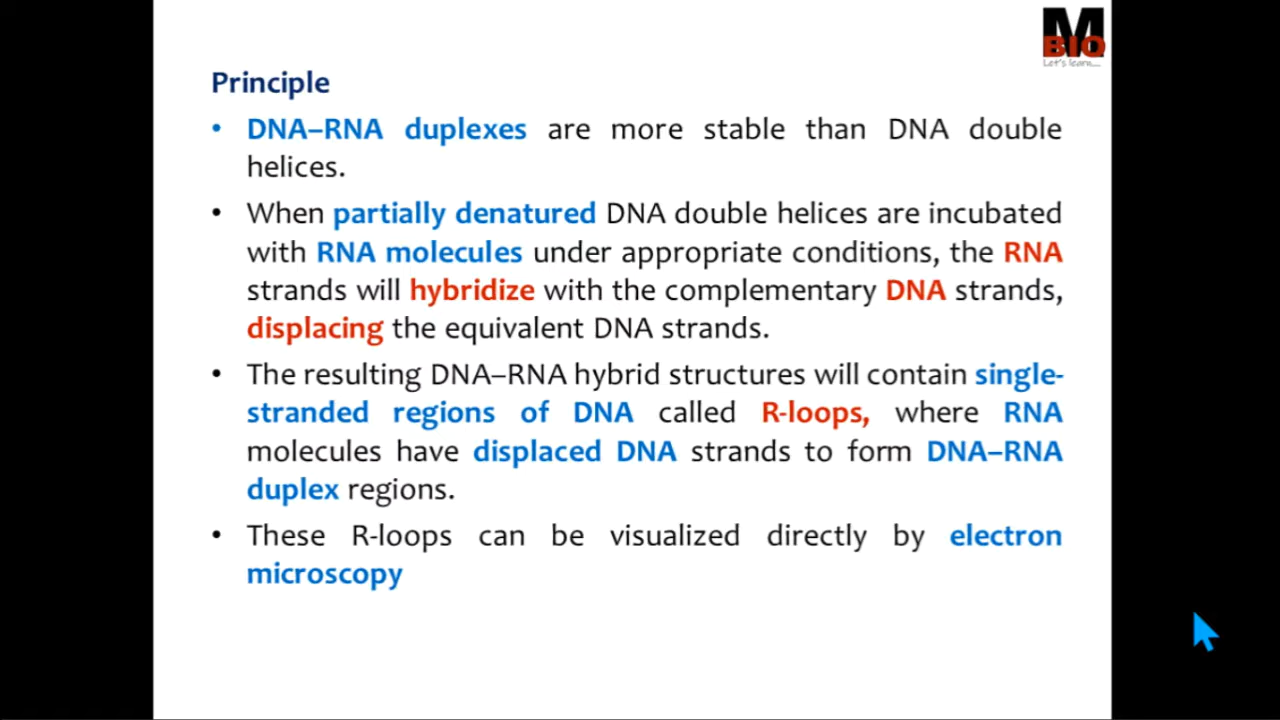 M
BIO
Let's learn....
Principle
• DNA–RNA duplexes are more stable than DNA double
helices.
• When partially denatured DNA double helices are incubated
with RNA molecules under appropriate conditions, the RNA
strands will hybridize with the complementary DNA strands,
displacing the equivalent DNA strands.
• The resulting DNA–RNA hybrid structures will contain single-
stranded regions of DNA called R-loops, where RNA
molecules have displaced DNA strands to form DNA–RNA
duplex regions.
• These R-loops can be visualized directly by electron
microscopy